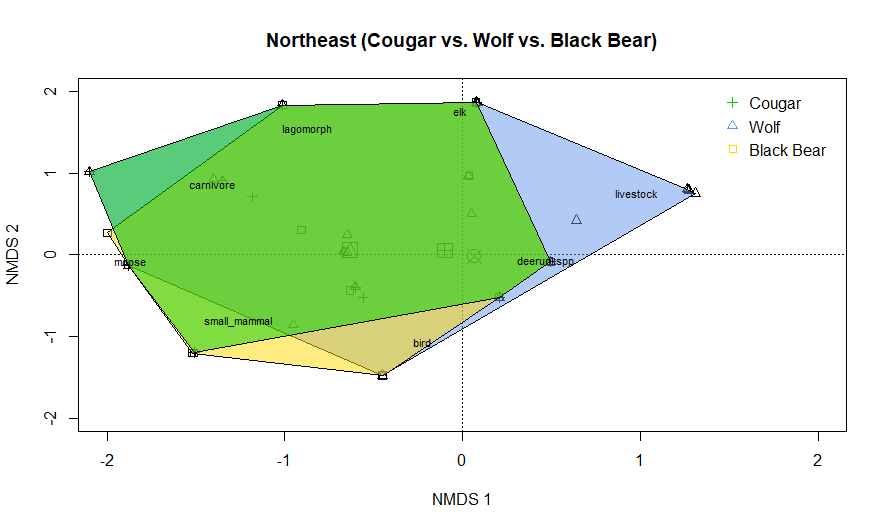 Northeast (Cougar vs. Wolf vs. Black Bear)
2
1
0
-1
-2
NMDS 2
Cougar
Wolf
Black Bear
elk
lagomorph
carnivore
livestock
moose
small_mammal
bird
-2
-1
0
1
2
NMDS 1